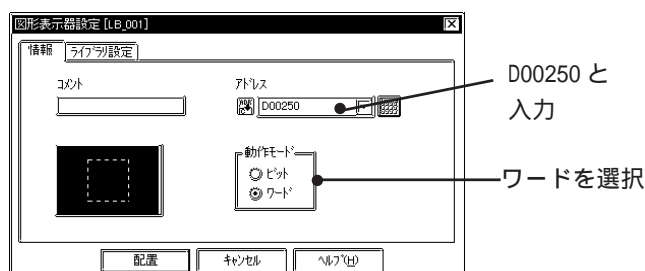 図形表示器設定 [LB_001]
情報
ライブラリ設定
コメント
アドレス
D00250
動作モード
ビット
ワード
配置
キャンセル
ヘルプ(H)
D00250 と
入力
ワードを選択